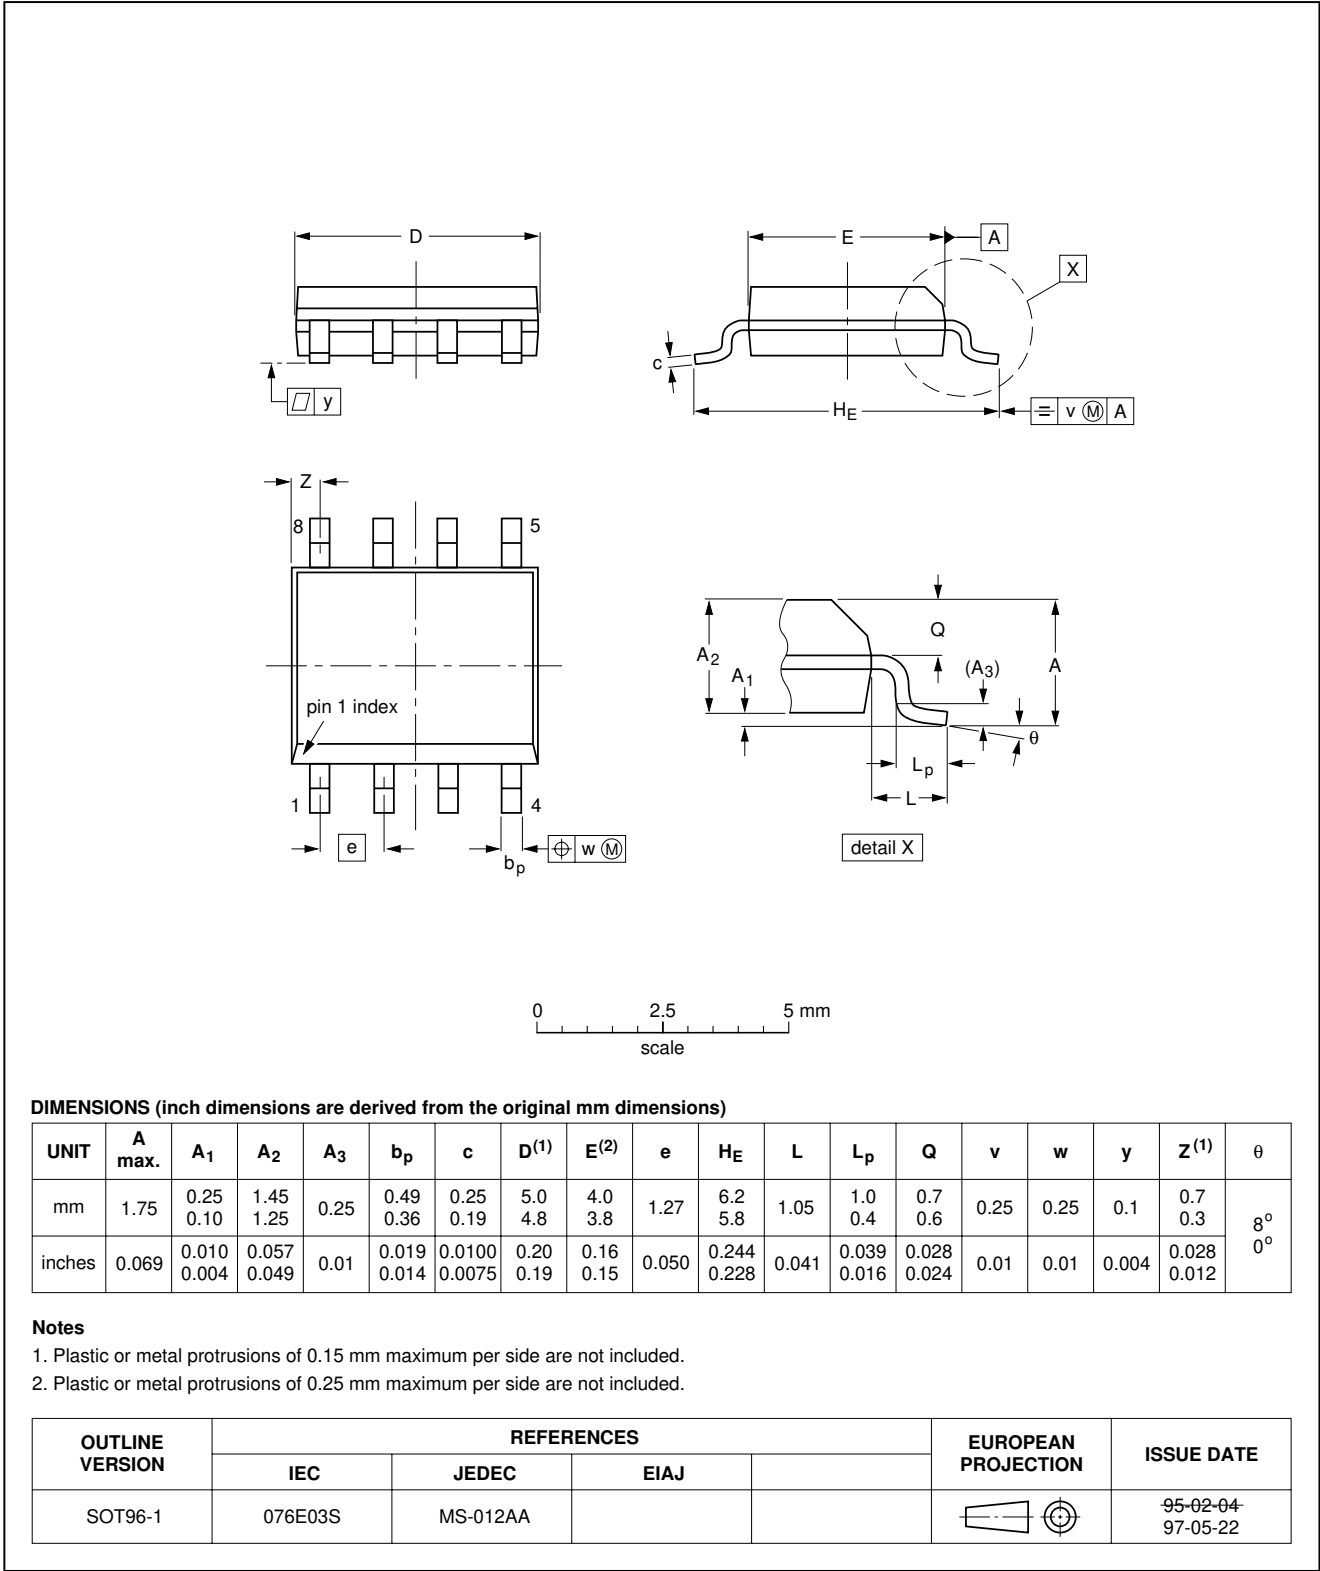 D
E
A
X
c
y
HE
v M A
Z
8
5
pin 1 index
1
4
e
bp
w M
A2
A1
Q
(A3)
A
θ
Lp
L
detail X
0 2.5 5 mm
scale
DIMENSIONS (inch dimensions are derived from the original mm dimensions)
UNIT A max. A1 A2 A3 bp c D(1) E(2) e HE L Lp Q v w y Z(1) θ
mm 1.75 0.25 0.10 1.45 1.25 0.25 0.49 0.36 0.25 0.19 5.0 4.8 4.0 3.8 1.27 6.2 5.8 1.05 1.0 0.4 0.7 0.6 0.25 0.25 0.1 0.7 0.3 8° 0°
inches 0.069 0.010 0.004 0.057 0.049 0.01 0.019 0.014 0.0100 0.0075 0.20 0.19 0.16 0.15 0.050 0.244 0.228 0.041 0.039 0.016 0.028 0.024 0.01 0.01 0.004 0.028 0.012
Notes
1. Plastic or metal protrusions of 0.15 mm maximum per side are not included.
2. Plastic or metal protrusions of 0.25 mm maximum per side are not included.
OUTLINE VERSION REFERENCES EUROPEAN PROJECTION ISSUE DATE
IEC JEDEC EIAJ
SOT96-1 076E03S MS-012AA 95-02-04
97-05-22